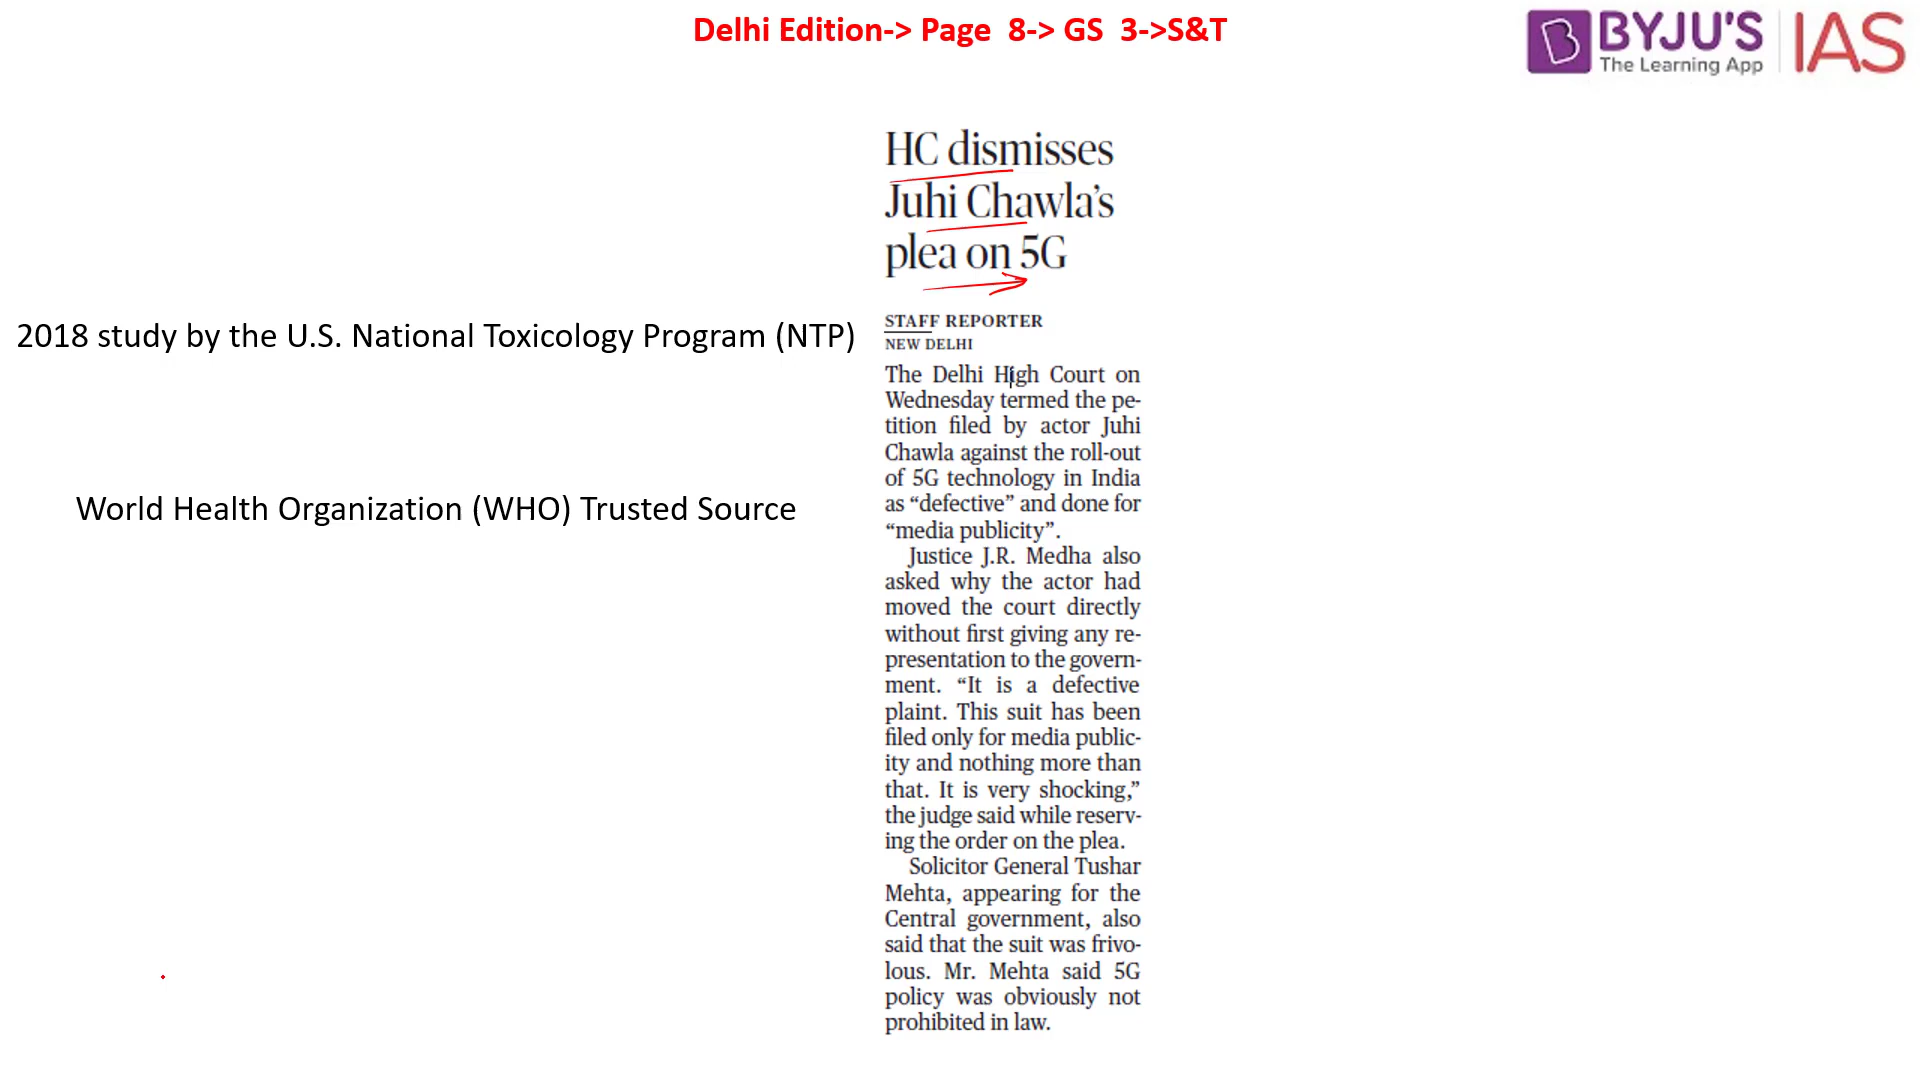 Delhi Edition-> Page 8-> GS 3->S&T
BYJU'S
The Learning App
IAS
HC dismisses
Juhi Chawla's
plea on 5G
2018 study by the U.S. National Toxicology Program (NTP)
World Health Organization (WHO) Trusted Source
STAFF REPORTER
NEW DELHI
The Delhi High Court on
Wednesday termed the pe-
tition filed by actor Juhi
Chawla against the roll-out
of 5G technology in India
as “defective” and done for
“media publicity”.
Justice J.R. Medha also
asked why the actor had
moved the court directly
without first giving any re-
presentation to the govern-
ment. “It is a defective
plaint. This suit has been
filed only for media public-
ity and nothing more than
that. It is very shocking,”
the judge said while reserv-
ing the order on the plea.
Solicitor General Tushar
Mehta, appearing for the
Central government, also
said that the suit was frivo-
lous. Mr. Mehta said 5G
policy was obviously not
prohibited in law.